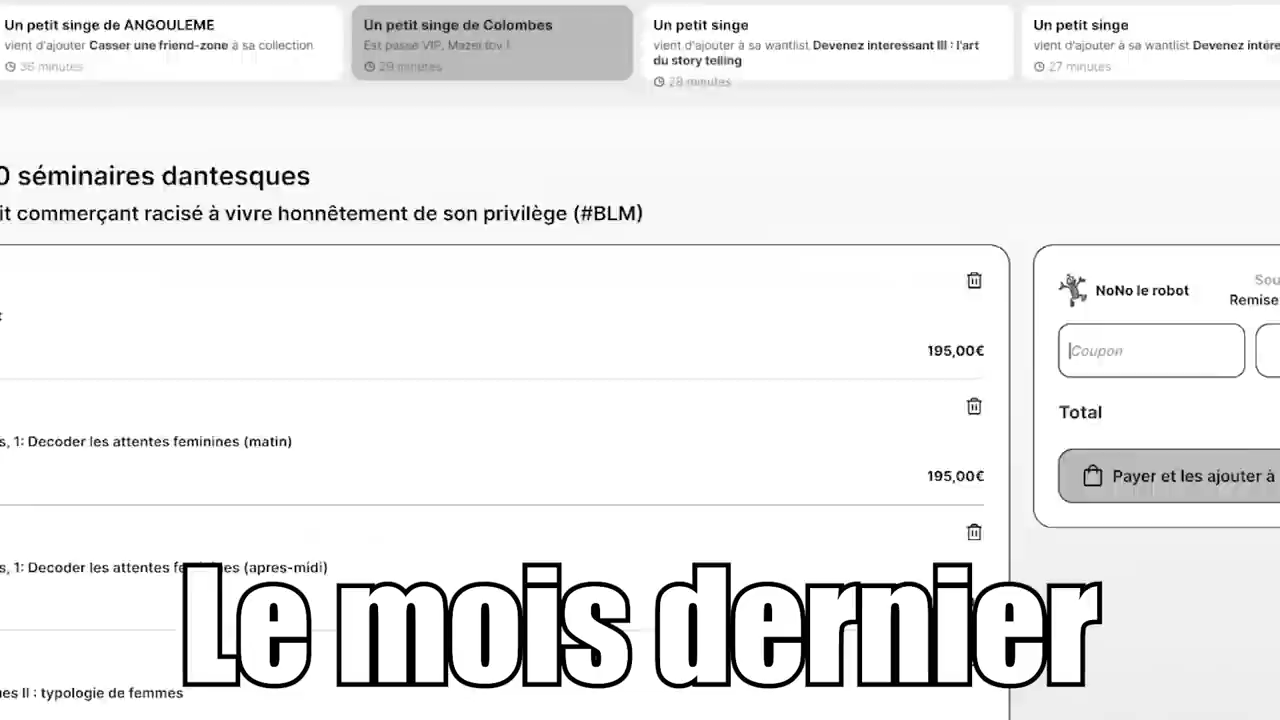 Un petit singe de ANGOULEME
vient d'ajouter Casser une friend-zone à sa collection
36 minutes
Un petit singe de Colombes
Est passé VIP, Mazel tov !
29 minutes
Un petit singe
vient d'ajouter à sa wantlist Devenez interessant III : l'art
du story telling
28 minutes
Un petit singe
vient d'ajouter à sa wantlist Devenez intére
27 minutes
0 séminaires dantesques
it commerçant racisé à vivre honnêtement de son privilège (#BLM)
195,00€
s, 1: Decoder les attentes feminines (matin)
195,00€
s, 1: Decoder les attentes fe ines (apres-midi)
es II : typologie de femmes
NoNo le robot
Sou
Remise
Coupon
Total
Payer et les ajouter à
Le mois dernier